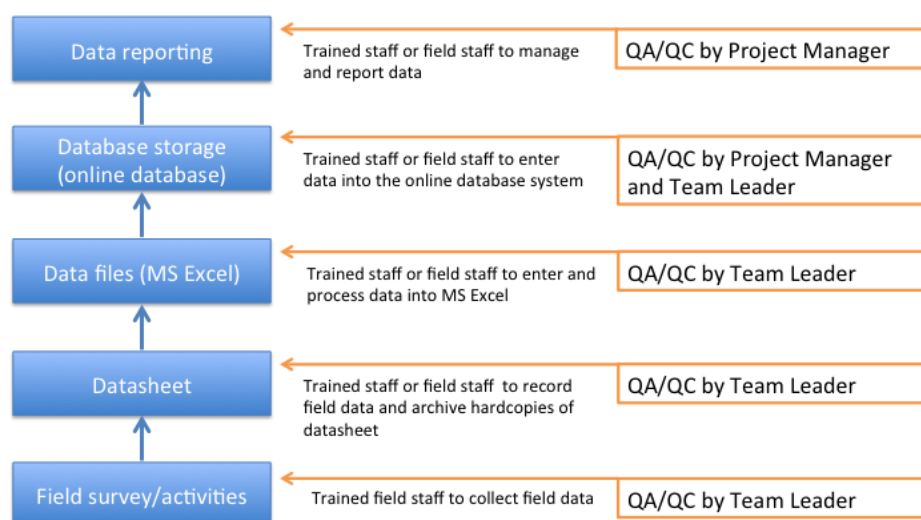 Data reporting
Trained staff or field staff to manage
and report data
QA/QC by Project Manager
Database storage
(online database)
Trained staff or field staff to enter
data into the online database system
QA/QC by Project Manager
and Team Leader
Data files (MS Excel)
Trained staff or field staff to enter and
process data into MS Excel
QA/QC by Team Leader
Datasheet
Trained staff or field staff to record
field data and archive hardcopies of
datasheet
QA/QC by Team Leader
Field survey/activities
Trained field staff to collect field data
QA/QC by Team Leader